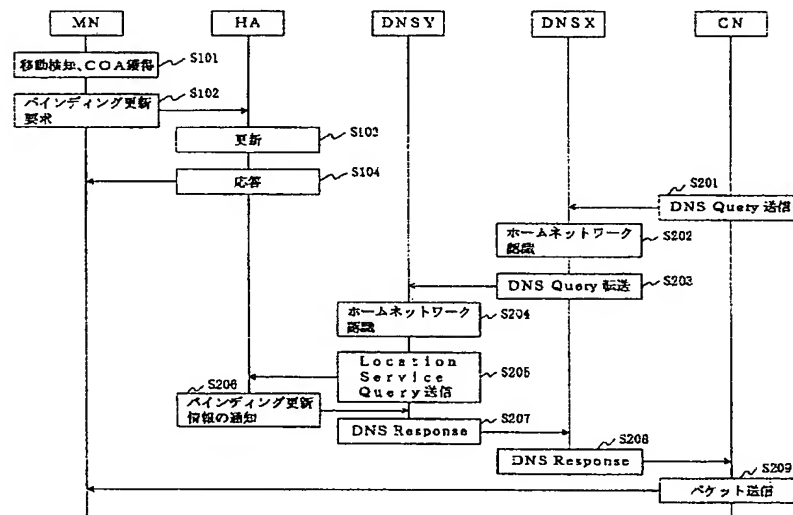 MN
HA
DNSY
DNSX
CN
移動検知、COA獲得
S101
バインディング更新
要求
S102
更新
S103
応答
S104
S201
DNS Query 送信
ホームネットワーク
認識
S202
DNS Query 転送
S203
ホームネットワーク
認識
S204
Location
Service
Query 送信
S205
S206
バインディング更新
情報の通知
DNS Response
S207
DNS Response
S208
S209
パケット送信